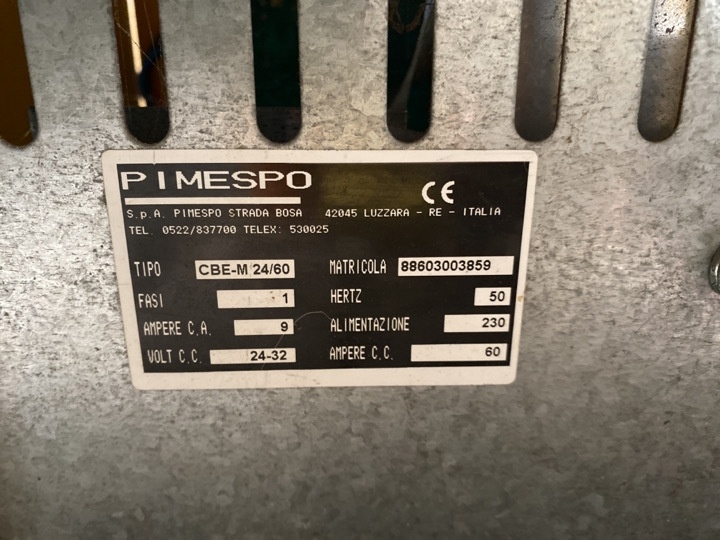 PIMESPO
CE
S.p.A. PIMESPO STRADA BOSA 42045 LUZZARA - RE - ITALIA
TEL. 0522/837700 TELEX: 530025
TIPO CBE-M 24/60 MATRICOLA 88603003859
FASI 1 HERTZ 50
AMPERE C.A. 9 ALIMENTAZIONE 230
VOLT C.C. 24-32 AMPERE C.C. 60